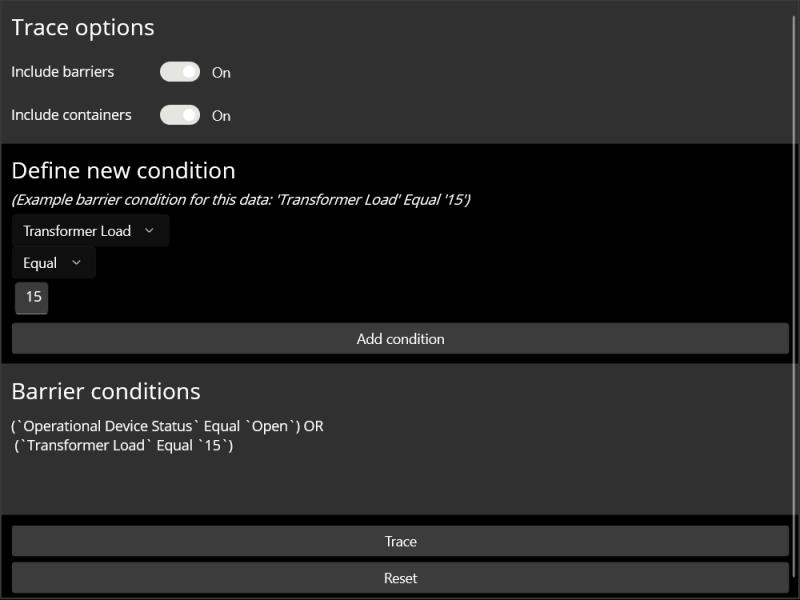 Trace options
Include barriers On
Include containers On
Define new condition
(Example barrier condition for this data: 'Transformer Load' Equal '15')
Transformer Load
Equal
15
Add condition
Barrier conditions
(`Operational Device Status` Equal `Open`) OR
(`Transformer Load` Equal `15`)
Trace
Reset